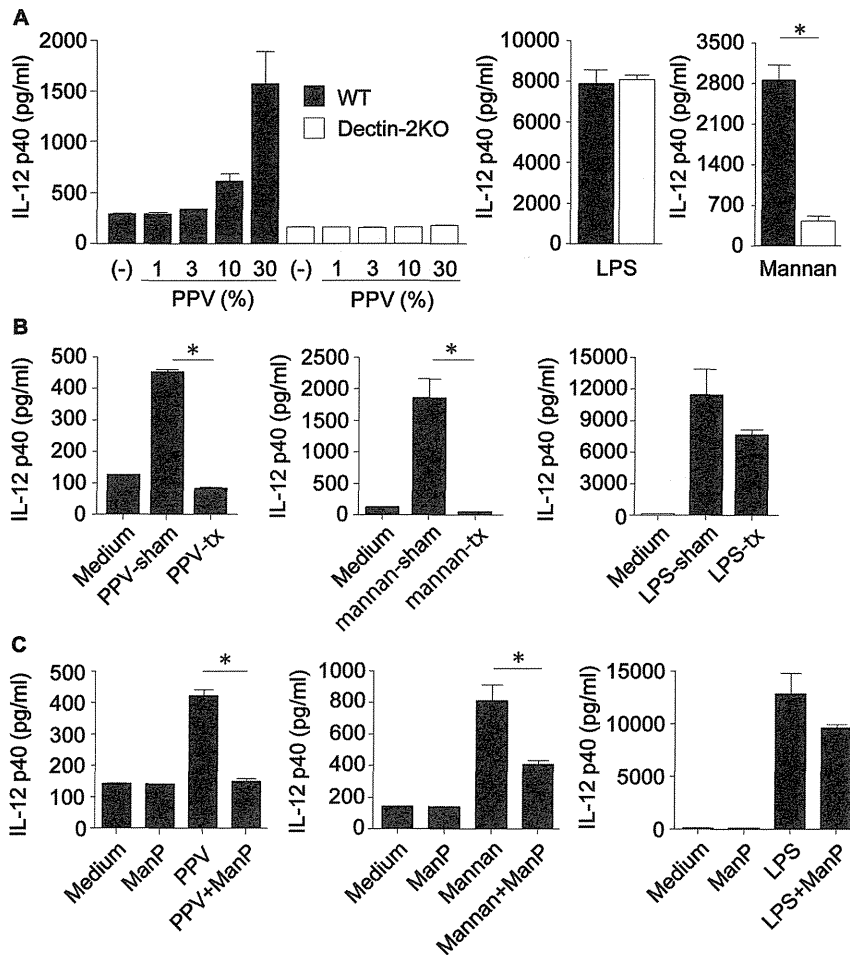 A
IL-12 p40 (pg/ml)
2000
1500
1000
500
0
WT
Dectin-2KO
(-) 1 3 10 30 (-) 1 3 10 30
PPV (%) PPV (%)
IL-12 p40 (pg/ml)
10000
8000
6000
4000
2000
0
LPS
IL-12 p40 (pg/ml)
3500
2800
2100
1400
700
0
*
Mannan
B
IL-12 p40 (pg/ml)
500
400
300
200
100
0
*
Medium
PPV-sham
PPV-tx
IL-12 p40 (pg/ml)
2500
2000
1500
1000
500
0
*
Medium
mannan-sham
mannan-tx
IL-12 p40 (pg/ml)
15000
12000
9000
6000
3000
0
Medium
LPS-sham
LPS-tx
C
IL-12 p40 (pg/ml)
500
400
300
200
100
0
*
Medium
ManP
PPV
PPV+ManP
IL-12 p40 (pg/ml)
1000
800
600
400
200
0
*
Medium
ManP
Mannan
Mannan+ManP
IL-12 p40 (pg/ml)
15000
10000
5000
0
Medium
ManP
LPS
LPS+ManP